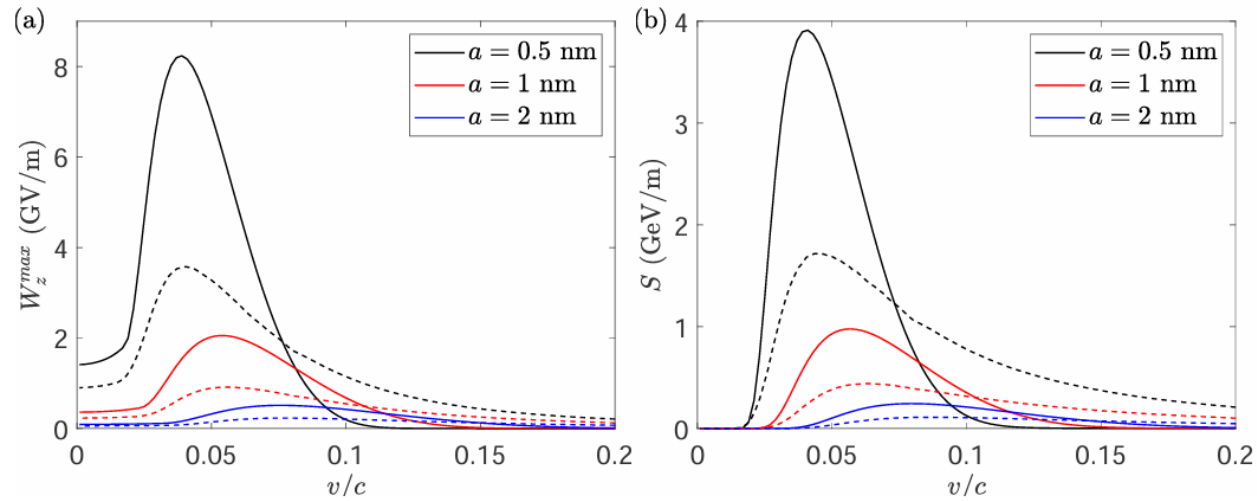 (a)
W_z^{max} (GV/m)
8
6
4
2
0
a = 0.5 nm
a = 1 nm
a = 2 nm
0 0.05 0.1 0.15 0.2
v/c
(b)
S (GeV/m)
4
3
2
1
0
a = 0.5 nm
a = 1 nm
a = 2 nm
0 0.05 0.1 0.15 0.2
v/c